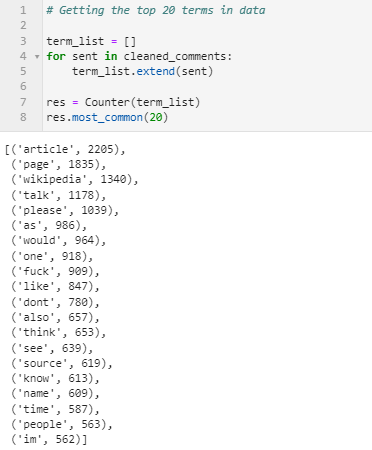 1 # Getting the top 20 terms in data
2
3 term_list = []
4 for sent in cleaned_comments:
5 term_list.extend(sent)
6
7 res = Counter(term_list)
8 res.most_common(20)
[('article', 2205),
('page', 1835),
('wikipedia', 1340),
('talk', 1178),
('please', 1039),
('as', 986),
('would', 964),
('one', 918),
('fuck', 909),
('like', 847),
('dont', 780),
('also', 657),
('think', 653),
('see', 639),
('source', 619),
('know', 613),
('name', 609),
('time', 587),
('people', 563),
('im', 562)]